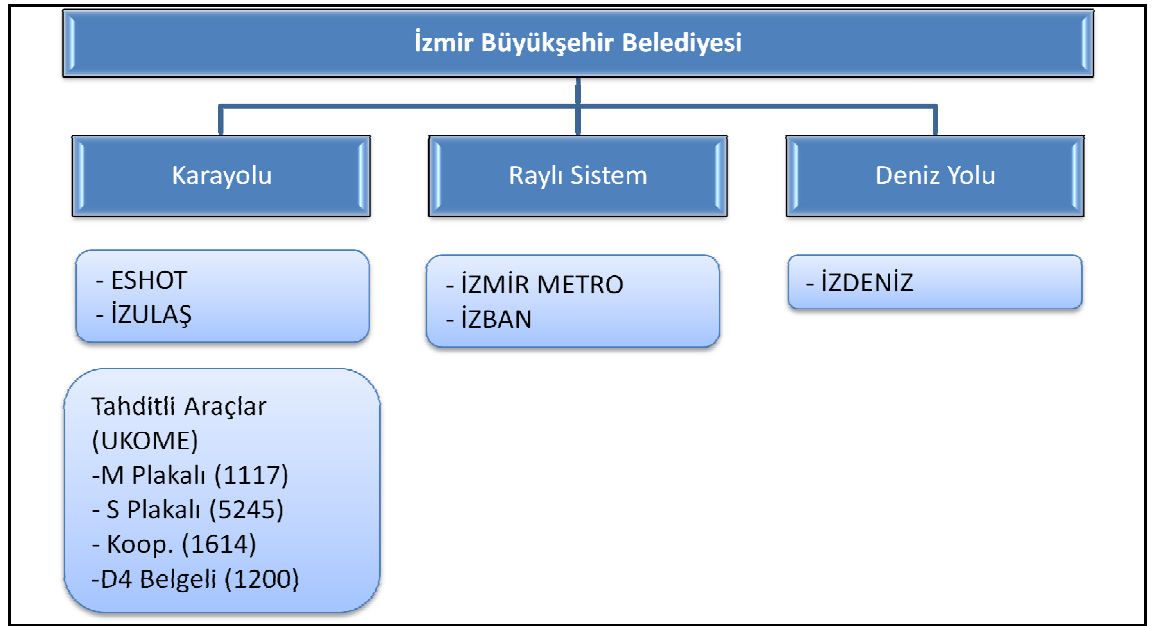 İzmir Büyükşehir Belediyesi
Karayolu
Raylı Sistem
Deniz Yolu
- ESHOT
- İZULAŞ
- İZMİR METRO
- İZBAN
- İZDENİZ
Tahditli Araçlar
(UKOME)
-M Plakalı (1117)
- S Plakalı (5245)
- Koop. (1614)
-D4 Belgeli (1200)